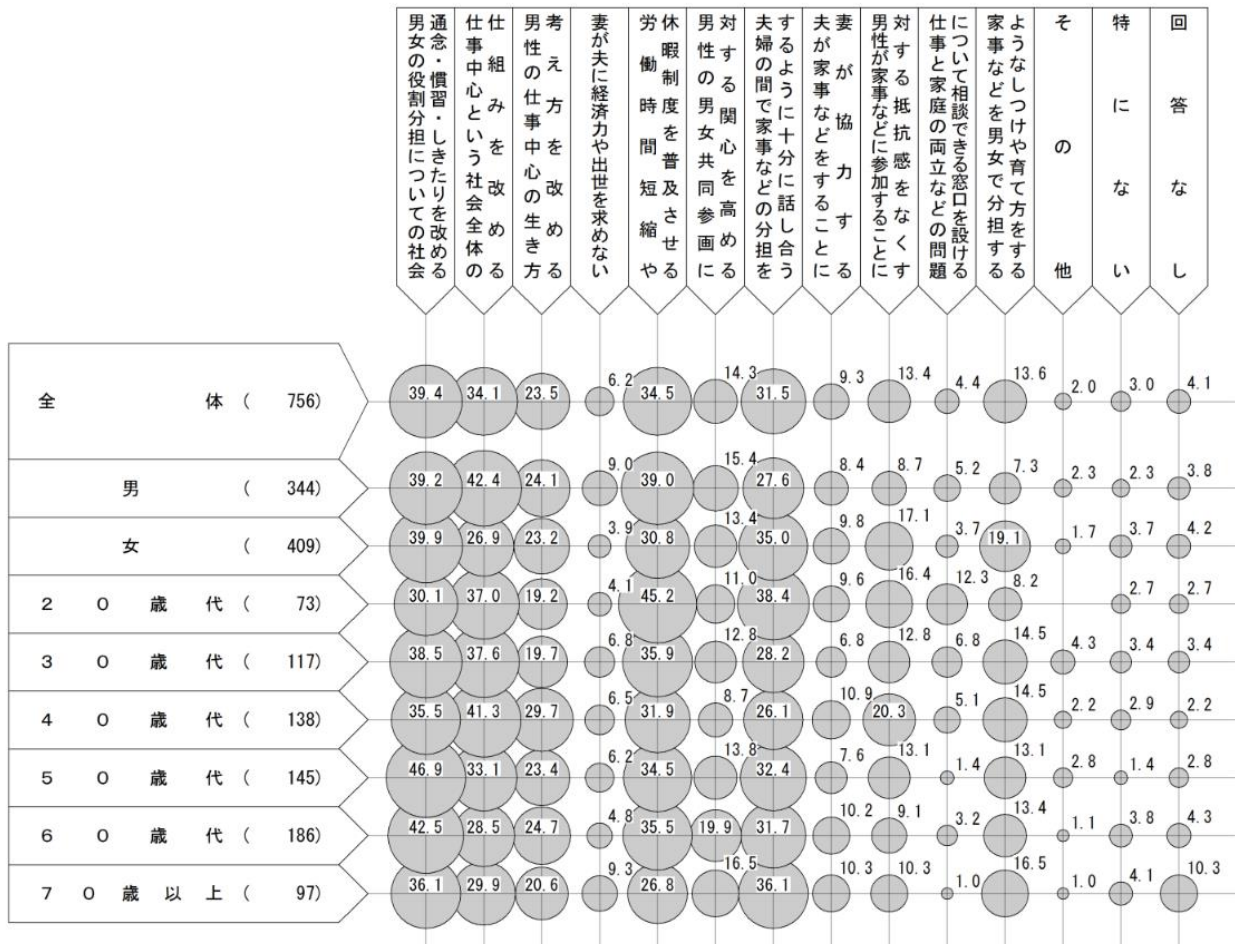 男女の役割分担についての社会
通念・慣習・しきたりを改める
仕事中心という社会全体の
仕組みを改める
男性の仕事中心の生き方
考え方を改める
妻が夫に経済力や出世を求めない
労働時間短縮や
休暇制度を普及させる
男性の男女共同参画に
対する関心を高める
夫婦の間で家事などの分担を
するように十分に話し合う
夫が家事などをすることに
妻が協力する
男性が家事などに参加することに
対する抵抗感をなくす
仕事と家庭の両立などの問題
について相談できる窓口を設ける
家事などを男女で分担する
ようなしつけや育て方をする
その他
特にない
回答なし
全体( 756) 39.4 34.1 23.5 6.2 34.5 14.3 31.5 9.3 13.4 4.4 13.6 2.0 3.0 4.1
男( 344) 39.2 42.4 24.1 9.0 39.0 15.4 27.6 8.4 8.7 5.2 7.3 2.3 2.3 3.8
女( 409) 39.9 26.9 23.2 3.9 30.8 13.4 35.0 9.8 17.1 3.7 19.1 1.7 3.7 4.2
20歳代( 73) 30.1 37.0 19.2 4.1 45.2 11.0 38.4 9.6 16.4 12.3 8.2 2.7 2.7
30歳代( 117) 38.5 37.6 19.7 6.8 35.9 12.8 28.2 6.8 12.8 6.8 14.5 4.3 3.4 3.4
40歳代( 138) 35.5 41.3 29.7 6.5 31.9 8.7 26.1 10.9 20.3 5.1 14.5 2.2 2.9 2.2
50歳代( 145) 46.9 33.1 23.4 6.2 34.5 13.8 32.4 7.6 13.1 1.4 13.1 2.8 1.4 2.8
60歳代( 186) 42.5 28.5 24.7 4.8 35.5 19.9 31.7 10.2 9.1 3.2 13.4 1.1 3.8 4.3
70歳以上( 97) 36.1 29.9 20.6 9.3 26.8 16.5 36.1 10.3 10.3 1.0 16.5 1.0 4.1 10.3